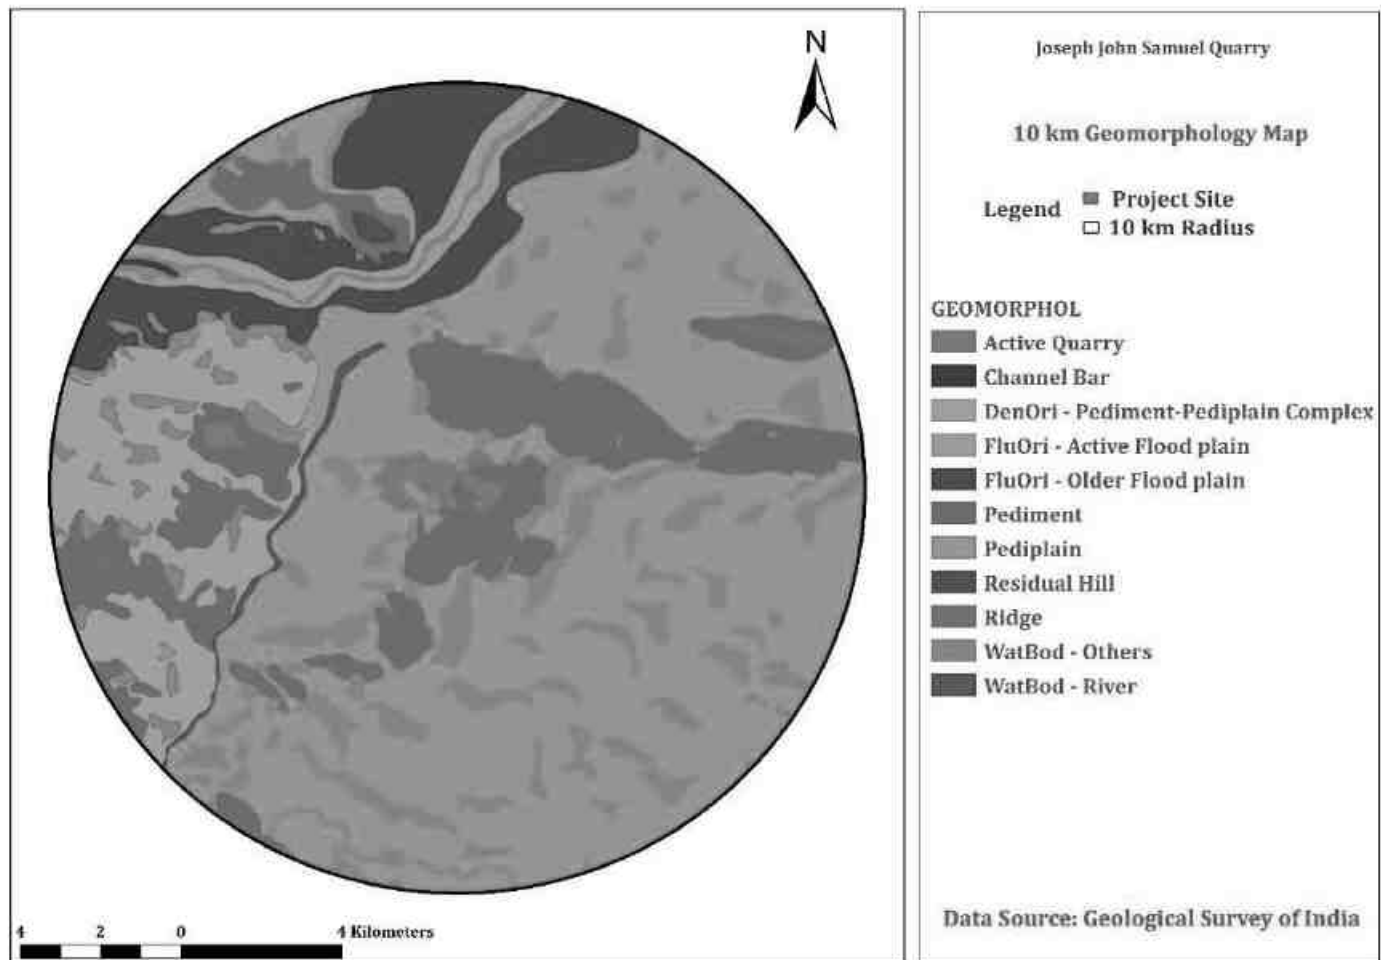 N
4 2 0 4 Kilometers
Joseph John Samuel Quarry
10 km Geomorphology Map
Legend
Project Site
10 km Radius
GEOMORPHOL
Active Quarry
Channel Bar
DenOri - Pediment-Pediplain Complex
FluOri - Active Flood plain
FluOri - Older Flood plain
Pediment
Pediplain
Residual Hill
Ridge
WatBod - Others
WatBod - River
Data Source: Geological Survey of India